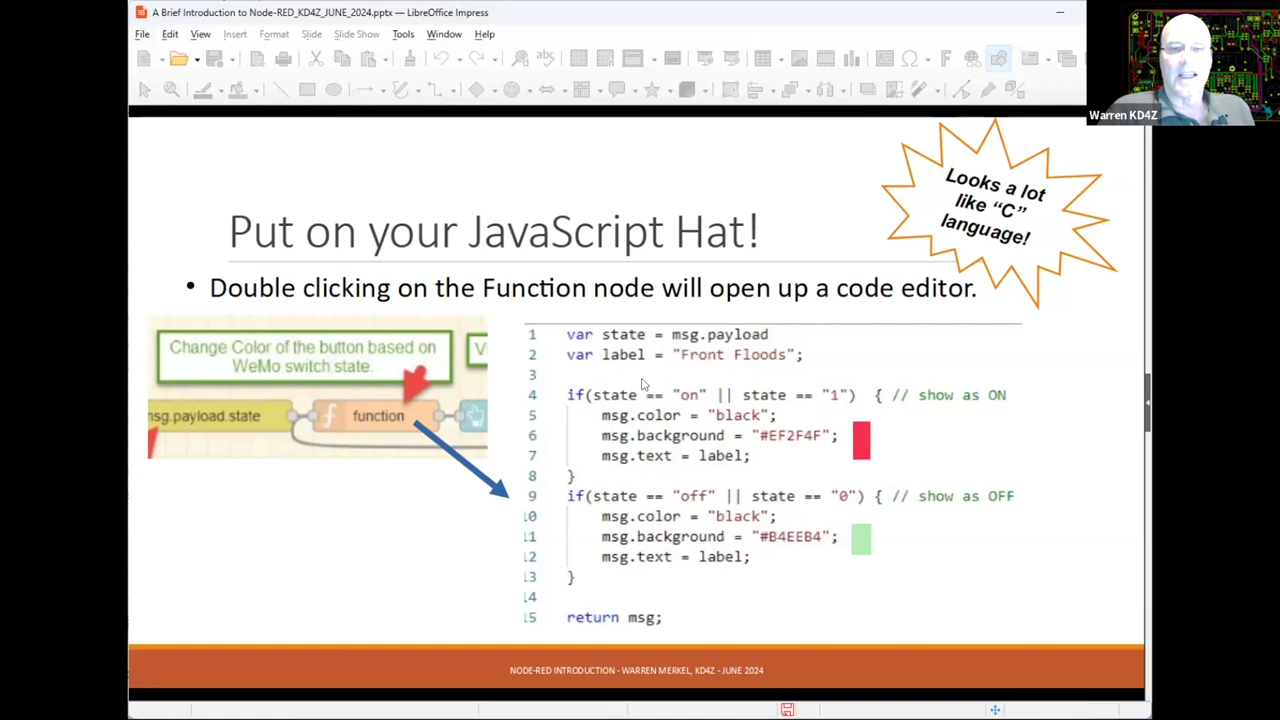 A Brief Introduction to Node-RED_KD4Z_JUNE_2024.pptx — LibreOffice Impress
File Edit View Insert Format Slide Slide Show Tools Window Help
Warren KD4Z
Looks a lot
like “C”
language!
Put on your JavaScript Hat!
• Double clicking on the Function node will open up a code editor.
Change Color of the button based on
WeMo switch state.
msg.payload.state
function
1 var state = msg.payload
2 var label = "Front Floods";
3
4 if(state == "on" || state == "1") { // show as ON
5 msg.color = "black";
6 msg.background = "#EF2F4F";
7 msg.text = label;
8 }
9 if(state == "off" || state == "0") { // show as OFF
10 msg.color = "black";
11 msg.background = "#B4EEB4";
12 msg.text = label;
13 }
14
15 return msg;
NODE-RED INTRODUCTION - WARREN MERKEL, KD4Z - JUNE 2024